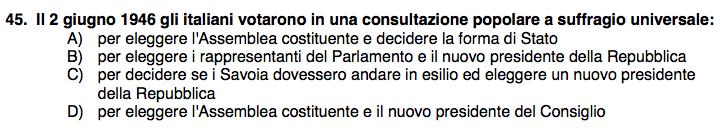 45. Il 2 giugno 1946 gli italiani votarono in una consultazione popolare a suffragio universale:
A) per eleggere l'Assemblea costituente e decidere la forma di Stato
B) per eleggere i rappresentanti del Parlamento e il nuovo presidente della Repubblica
C) per decidere se i Savoia dovessero andare in esilio ed eleggere un nuovo presidente
della Repubblica
D) per eleggere l'Assemblea costituente e il nuovo presidente del Consiglio